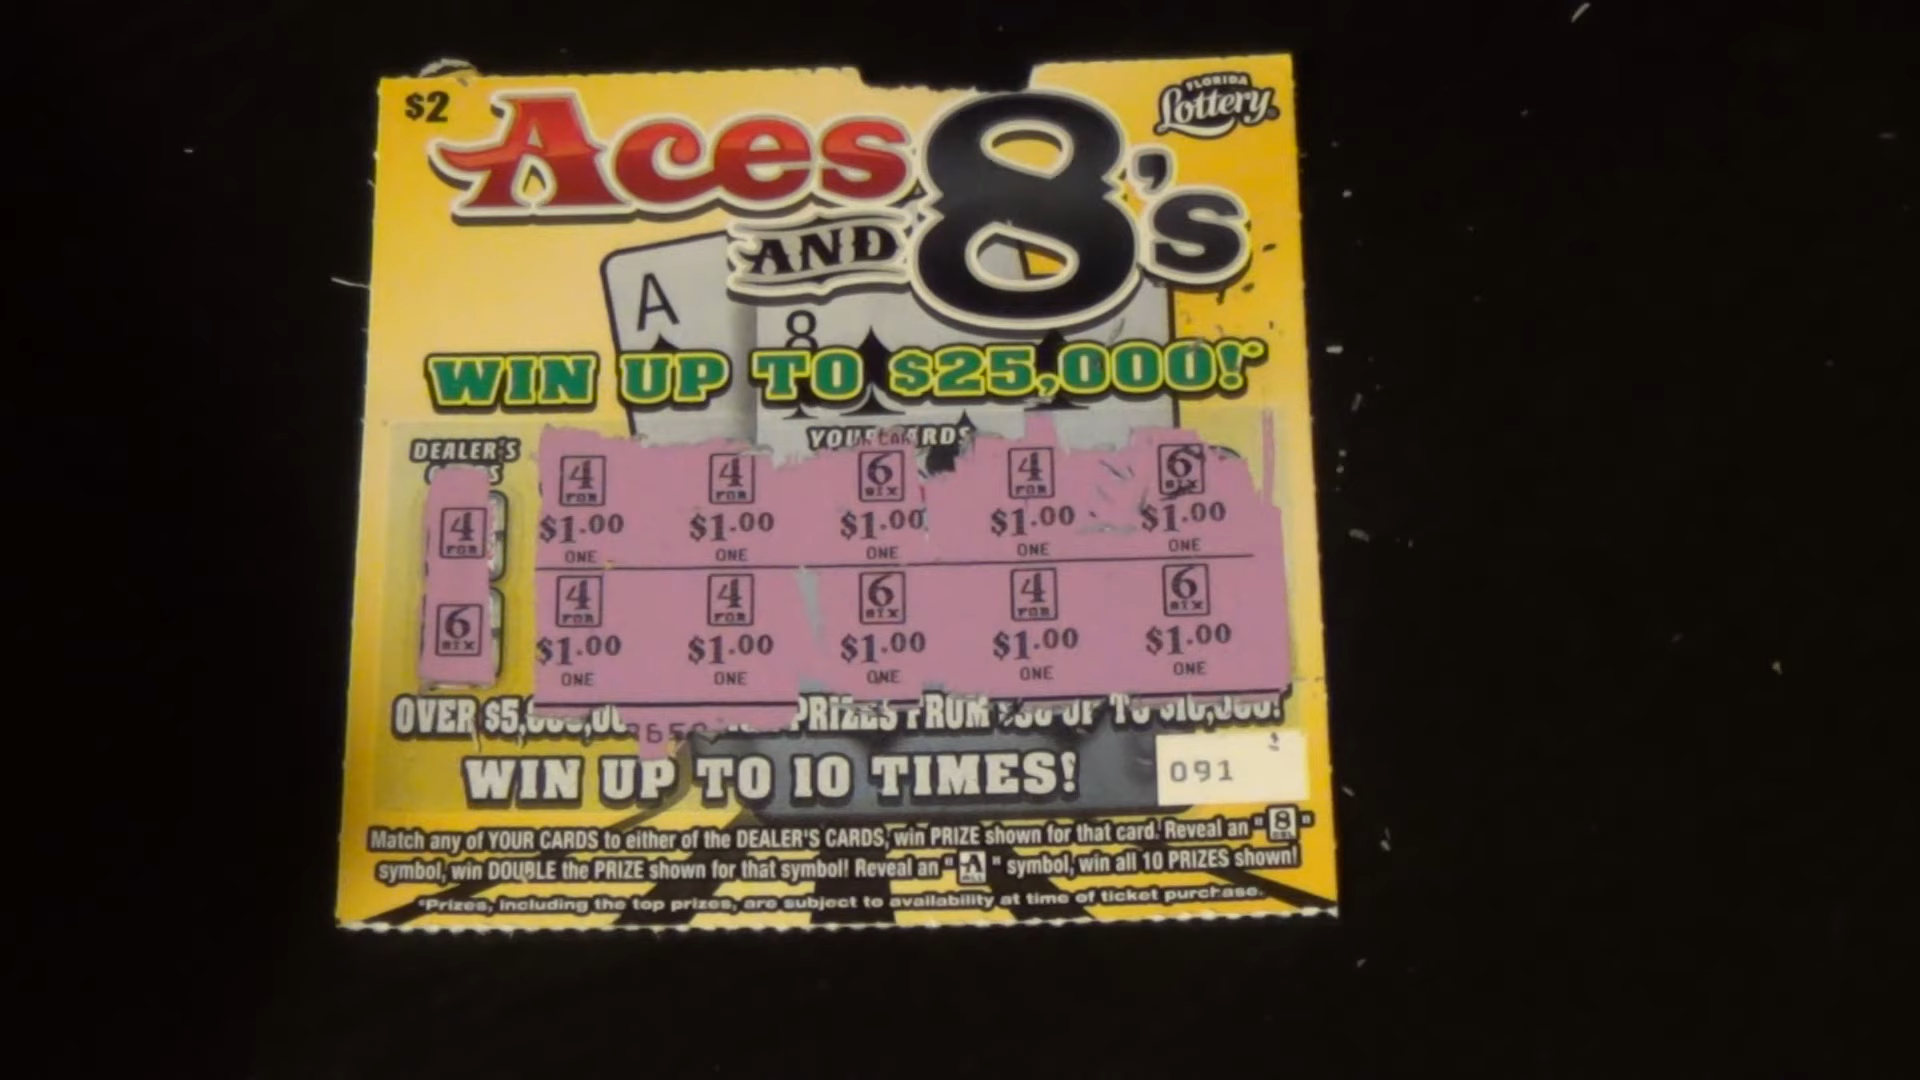 $2
FLORIDA
Lottery
Aces
AND
8's
A
8
WIN UP TO $25,000!*
DEALER'S
YOUR CARDS
4 4 6 4 6
FOR FOR SIX FOR SIX
$1.00 $1.00 $1.00 $1.00 $1.00
ONE ONE ONE ONE ONE
4
FOR
6
SIX
4 4 6 4 6
FOR FOR SIX FOR SIX
$1.00 $1.00 $1.00 $1.00 $1.00
ONE ONE ONE ONE ONE
OVER PRIZES FROM UP TO
WIN UP TO 10 TIMES!
091
Match any of YOUR CARDS to either of the DEALER'S CARDS, win PRIZE shown for that card. Reveal an "8"
symbol, win DOUBLE the PRIZE shown for that symbol! Reveal an "A" symbol, win all 10 PRIZES shown!
*Prizes, including the top prizes, are subject to availability at time of ticket purchase.